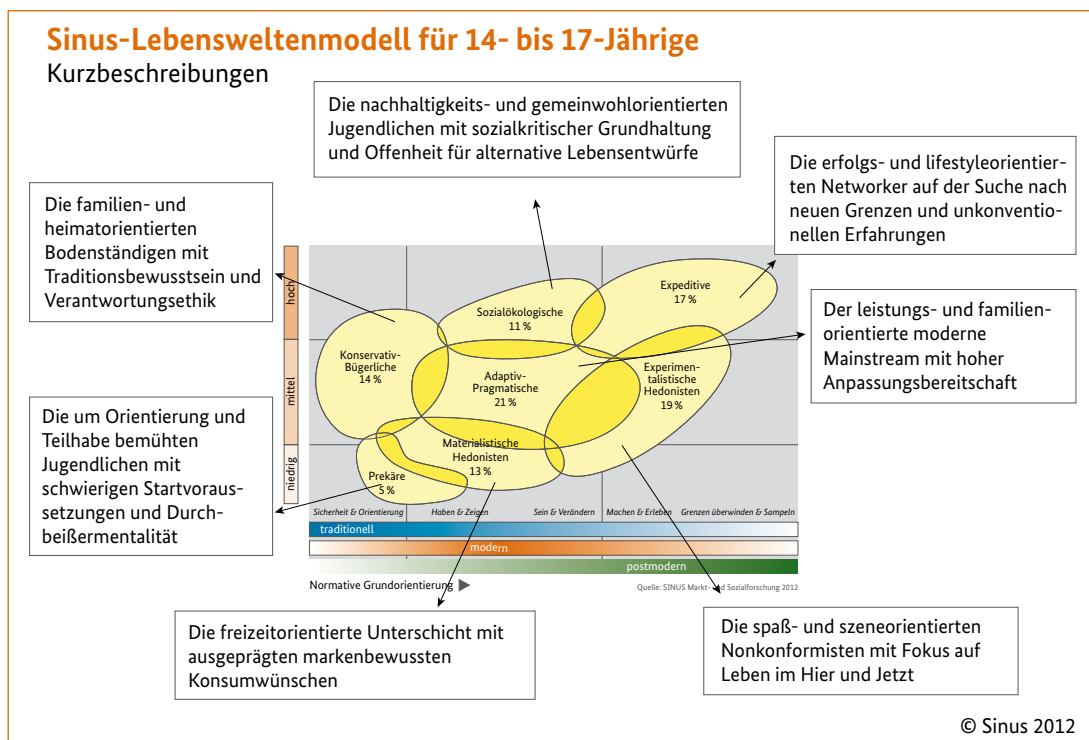 Sinus-Lebensweltenmodell für 14- bis 17-Jährige
Kurzbeschreibungen
Die nachhaltigkeits- und gemeinwohlorientierten
Jugendlichen mit sozialkritischer Grundhaltung
und Offenheit für alternative Lebensentwürfe
Die erfolgs- und lifestyleorientier-
ten Networker auf der Suche nach
neuen Grenzen und unkonventio-
nellen Erfahrungen
Die familien- und
heimatorientierten
Bodenständigen mit
Traditionsbewusstsein und
Verantwortungsethik
Der leistungs- und familien-
orientierte moderne
Mainstream mit hoher
Anpassungsbereitschaft
Die um Orientierung und
Teilhabe bemühten
Jugendlichen mit
schwierigen Startvoraus-
setzungen und Durch-
beißermentalität
hoch
mittel
niedrig
Expeditive
17 %
Sozialökologische
11 %
Konservativ-
Bügerliche
14 %
Adaptiv-
Pragmatische
21 %
Experimen-
talistische
Hedonisten
19 %
Materialistische
Hedonisten
13 %
Prekäre
5 %
Sicherheit & Orientierung
Haben & Zeigen
Sein & Verändern
Machen & Erleben
Grenzen überwinden & Sampeln
traditionell
modern
postmodern
Normative Grundorientierung
Quelle: SINUS Markt- und Sozialforschung 2012
Die freizeitorientierte Unterschicht mit
ausgeprägten markenbewussten
Konsumwünschen
Die spaß- und szeneorientierten
Nonkonformisten mit Fokus auf
Leben im Hier und Jetzt
© Sinus 2012